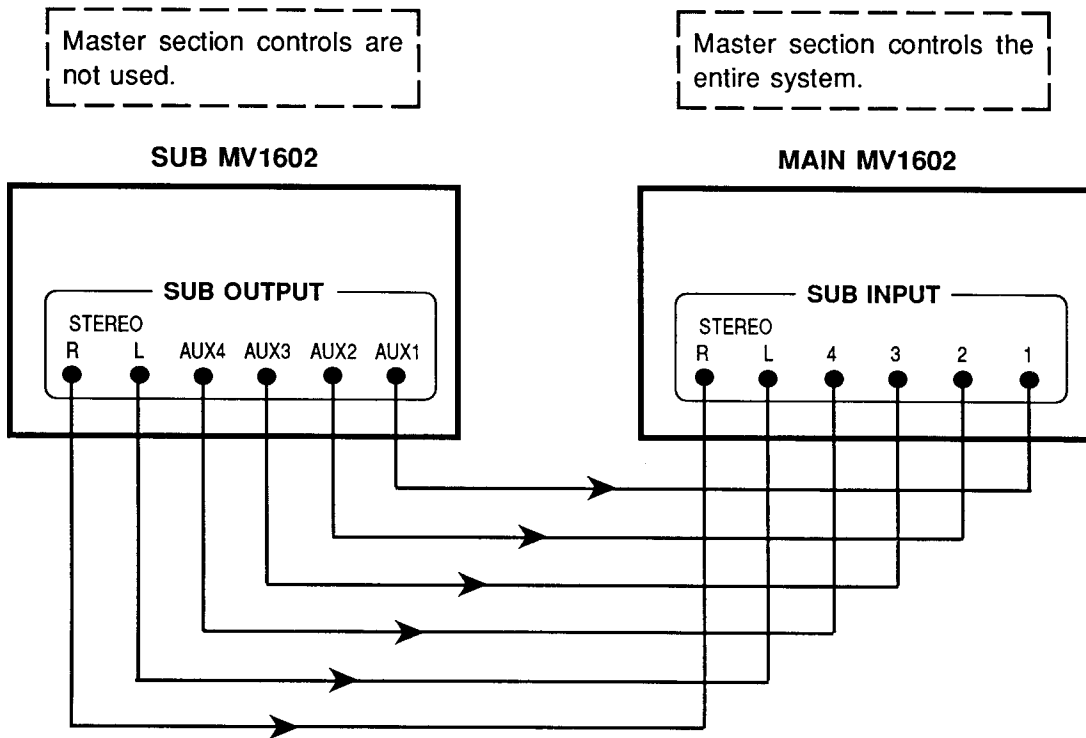 Master section controls are
not used.
Master section controls the
entire system.
SUB MV1602
MAIN MV1602
SUB OUTPUT
STEREO
R L AUX4 AUX3 AUX2 AUX1
SUB INPUT
STEREO
R L 4 3 2 1